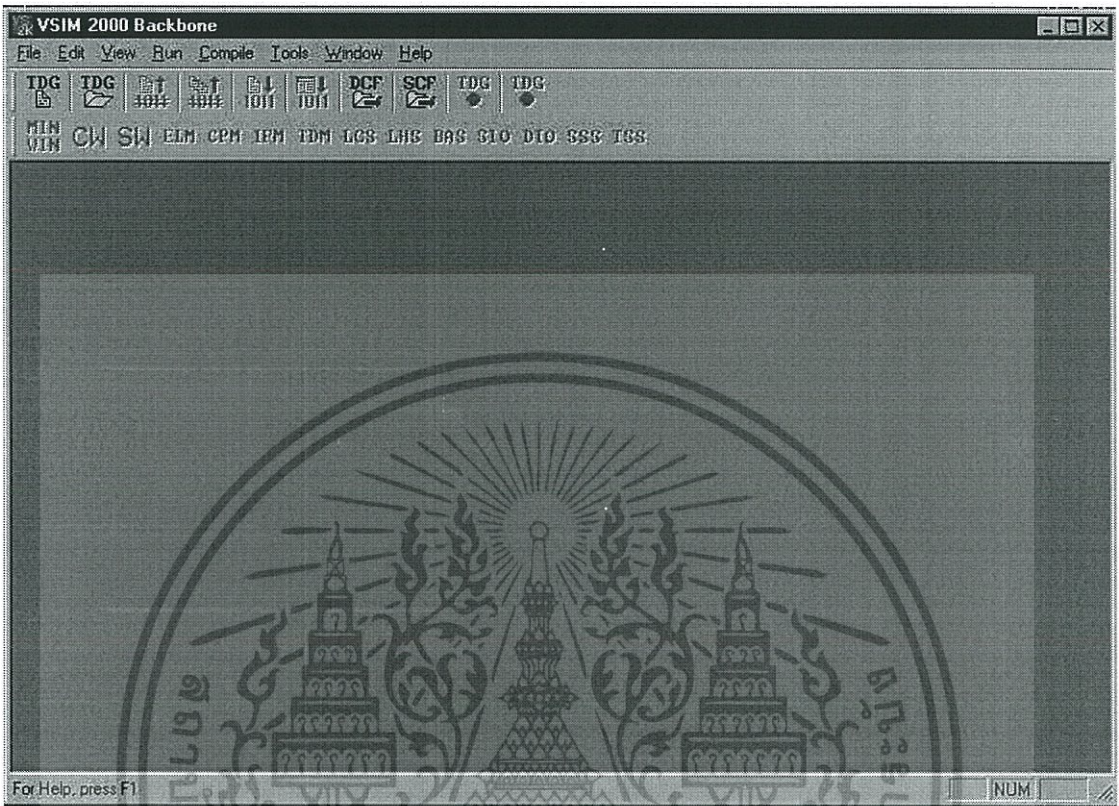 VSIM 2000 Backbone
File Edit View Run Compile Tools Window Help
TDG TDG DCF SCF TDG TDG
MIN WIN CW SW ELM CPM IPM TDM LCS LHS BAS SIO DIO SSS TSS
For Help, press F1
NUM